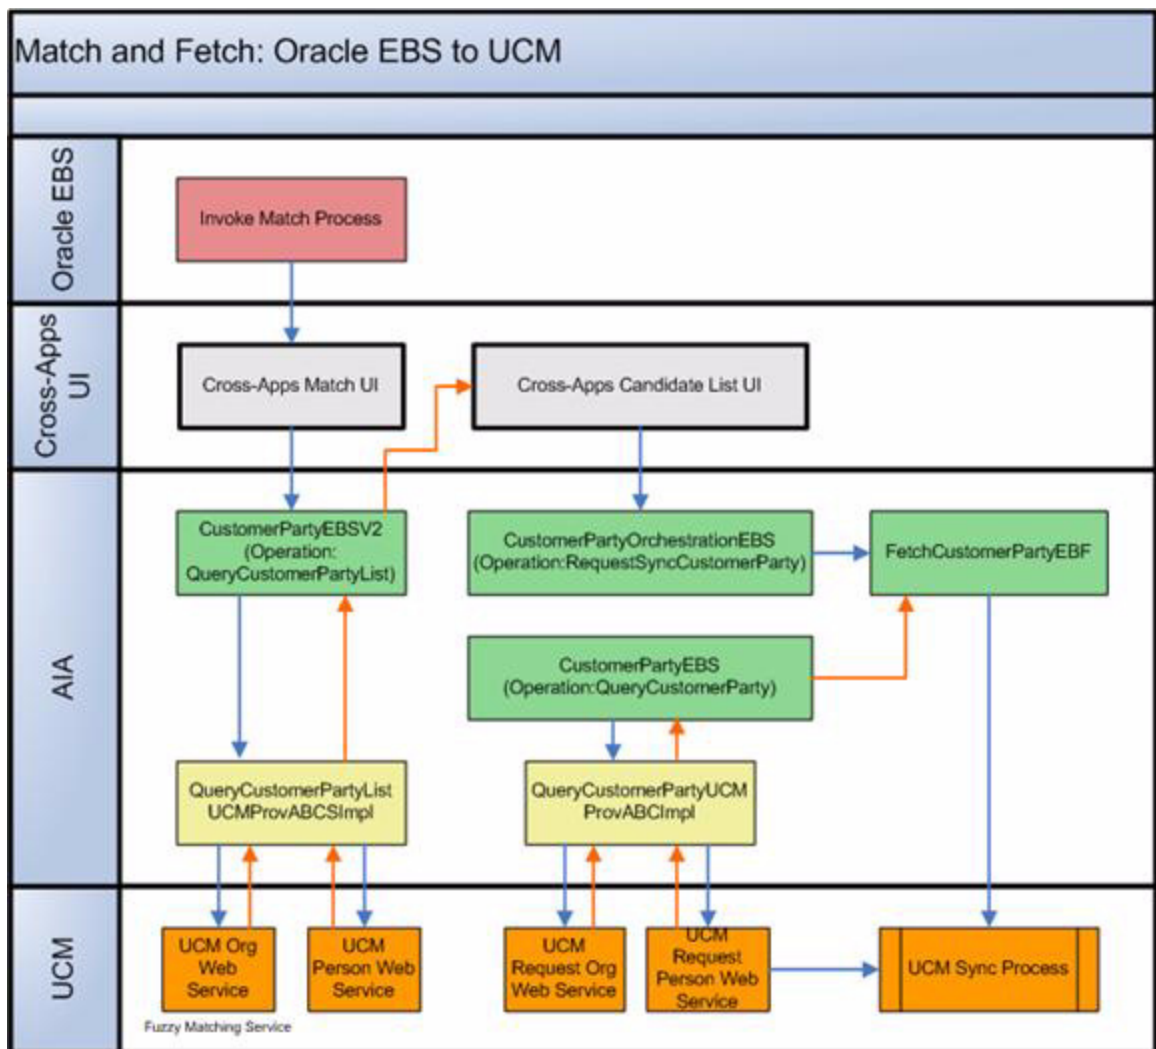 Match and Fetch: Oracle EBS to UCM
Oracle EBS
Invoke Match Process
Cross-Apps
UI
Cross-Apps Match UI
Cross-Apps Candidate List UI
AIA
CustomerPartyEBSV2
(Operation:
QueryCustomerPartyList)
CustomerPartyOrchestrationEBS
(Operation:RequestSyncCustomerParty)
FetchCustomerPartyEBF
CustomerPartyEBS
(Operation:QueryCustomerParty)
QueryCustomerPartyList
UCMProvABCSImpl
QueryCustomerPartyUCM
ProvABCImpl
UCM
UCM Org
Web
Service
UCM
Person Web
Service
UCM
Request Org
Web Service
UCM
Request
Person Web
Service
UCM Sync Process
Fuzzy Matching Service